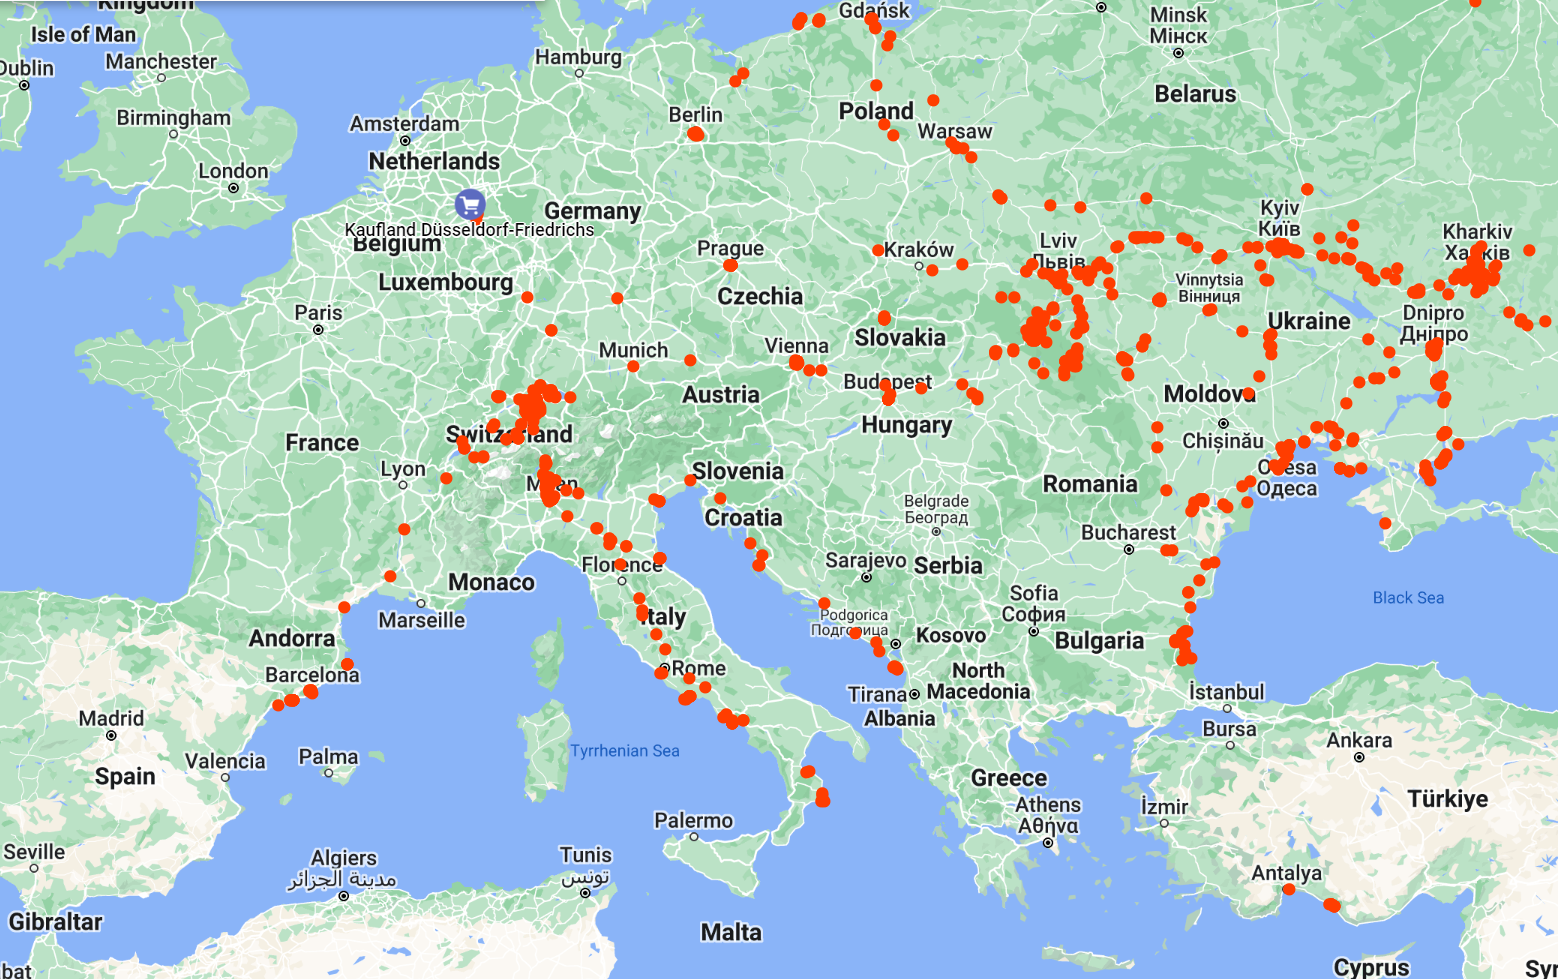 Kingdom
Isle of Man
Dublin
Manchester
Birmingham
London
Amsterdam
Netherlands
Hamburg
Berlin
Germany
Kaufland Düsseldorf-Friedrichs
Belgium
Luxembourg
Paris
Prague
Czechia
Gdańsk
Poland
Warsaw
Minsk
Мінск
Belarus
Kraków
Lviv
Львів
Kyiv
Київ
Kharkiv
Харків
Vinnytsia
Вінниця
Dnipro
Дніпро
Ukraine
Slovakia
Vienna
Munich
Austria
Budapest
Hungary
Moldova
Chișinău
Odesa
Одеса
France
Switzerland
Lyon
Milan
Slovenia
Croatia
Belgrade
Београд
Romania
Bucharest
Sarajevo
Serbia
Florence
Monaco
Marseille
Italy
Podgorica
Подгорица
Kosovo
Sofia
София
Bulgaria
Black Sea
Andorra
Barcelona
Rome
North
Macedonia
Tirana
Albania
İstanbul
Bursa
Ankara
Madrid
Valencia
Palma
Spain
Tyrrhenian Sea
Greece
Athens
Αθήνα
İzmir
Türkiye
Palermo
Seville
Algiers
مدينة الجزائر
Tunis
تونس
Antalya
Gibraltar
Malta
Cyprus
Syr
bat